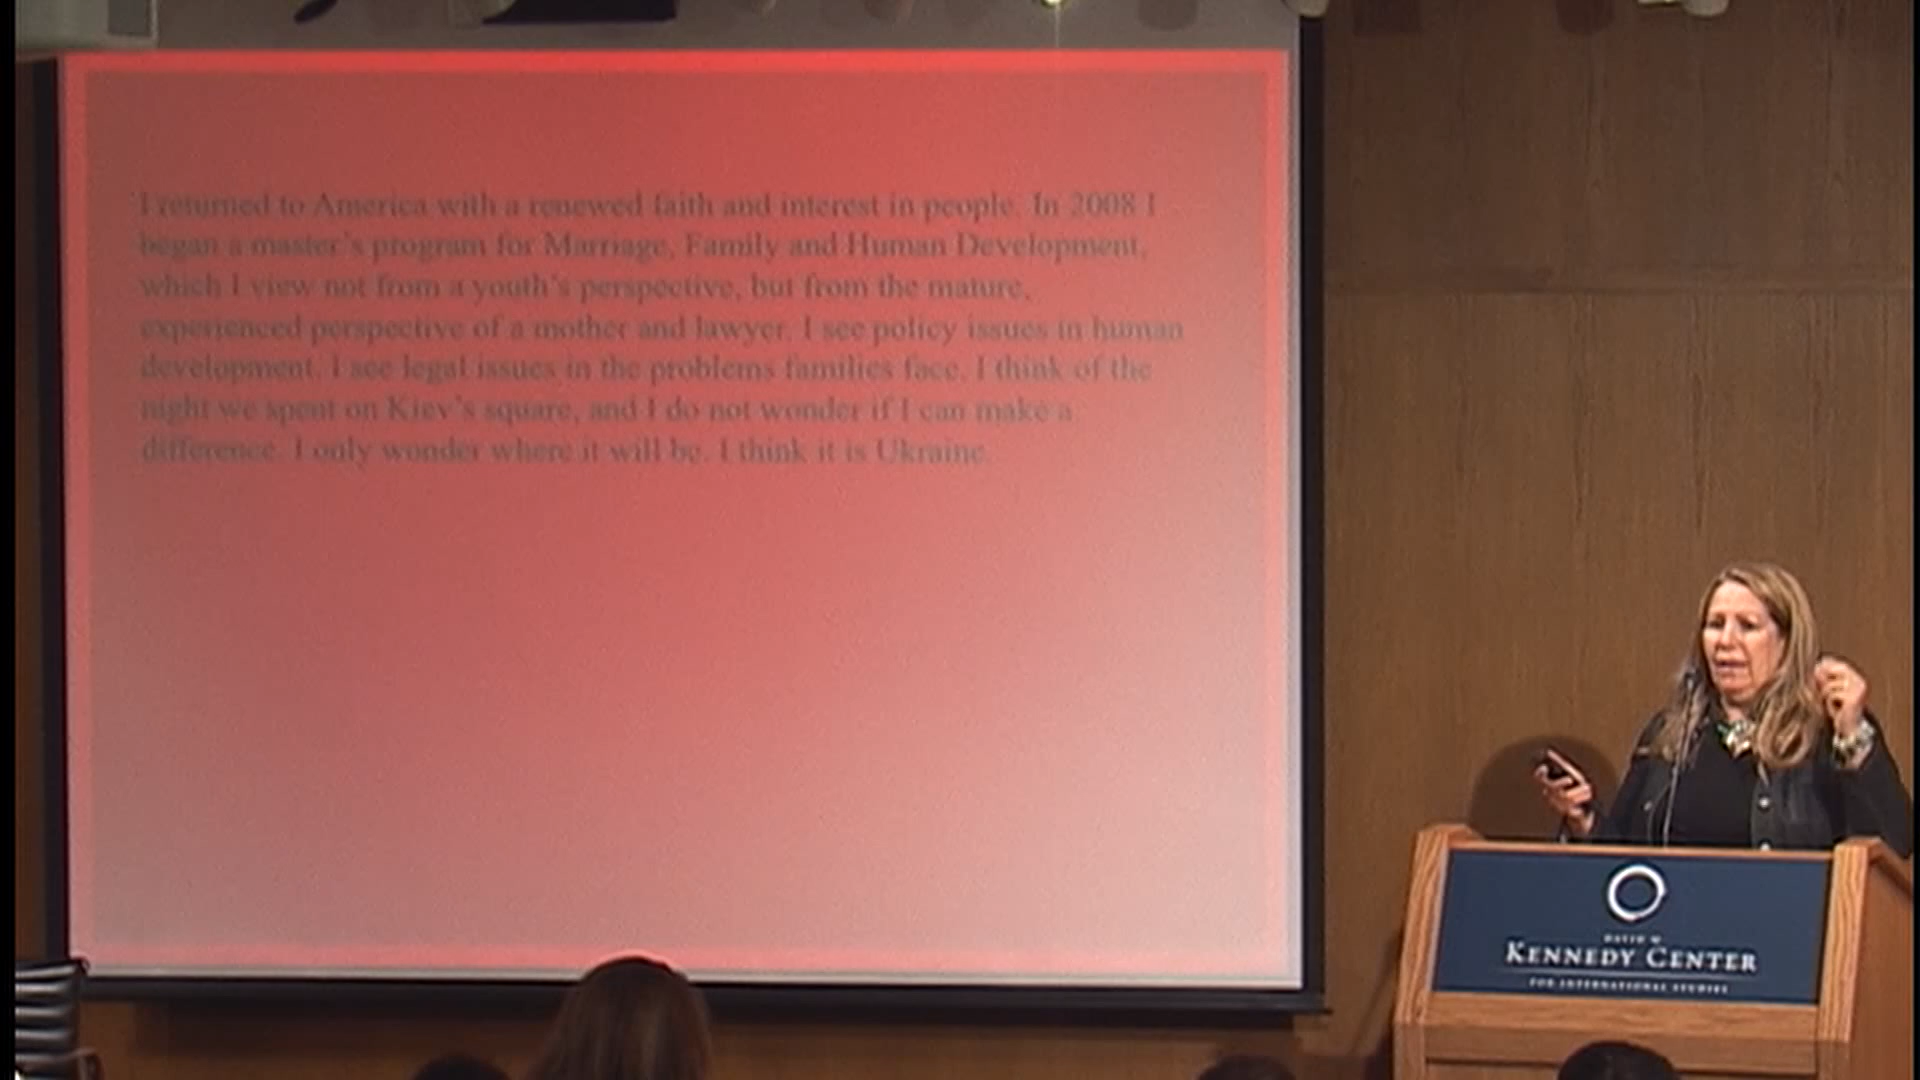 I returned to America with a renewed faith and interest in people. In 2008 I
began a master's program for Marriage, Family and Human Development,
which I view not from a youth's perspective, but from the mature,
experienced perspective of a mother and lawyer. I see policy issues in human
development. I see legal issues in the problems families face. I think of the
night we spent on Kiev's square, and I do not wonder if I can make a
difference. I only wonder where it will be. I think it is Ukraine.
DAVID M
KENNEDY CENTER
FOR INTERNATIONAL STUDIES